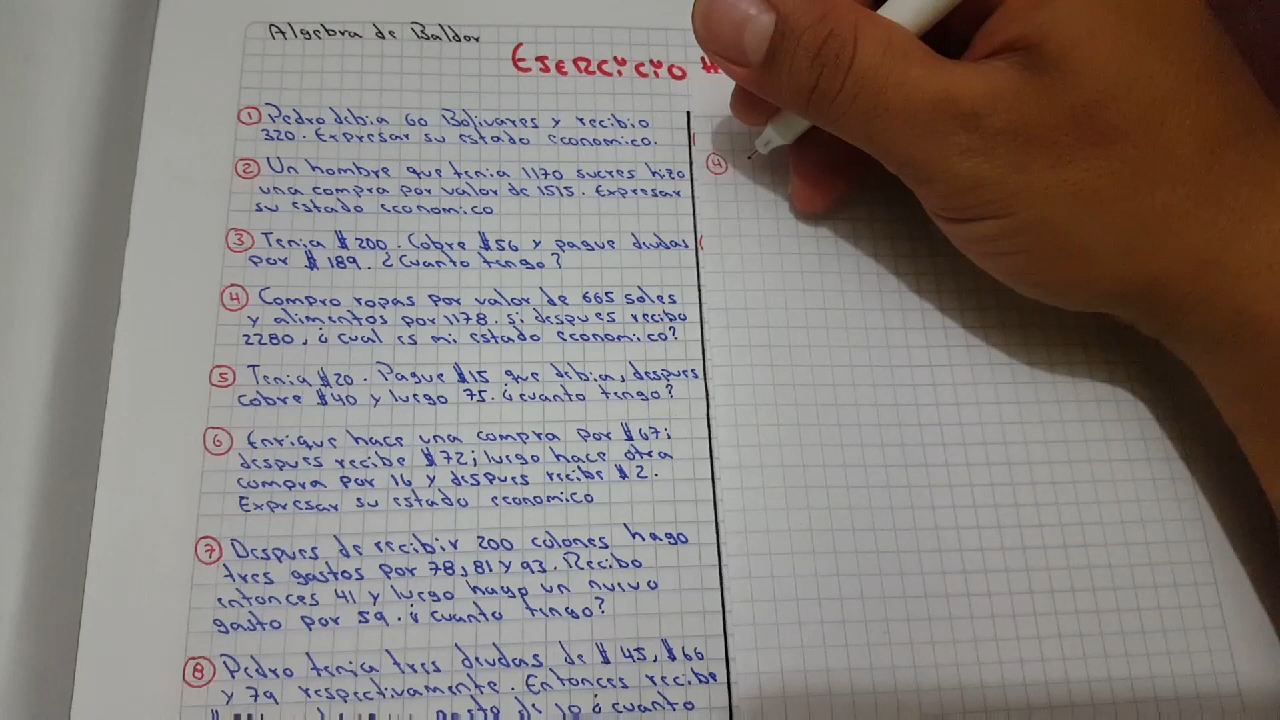 Algebra de Baldor
EJERCiCiO #
① Pedro debia 60 Bolivares y recibio
320. Expresar su estado economico.
② Un hombre que tenia 1170 sucres hizo
una compra por valor de 1515. Expresar
su estado economico
③ Tenia $200. Cobre $56 y pague deudas
por $189. ¿Cuanto tengo?
④ Compro ropas por valor de 665 soles
y alimentos por 1178. si despues recibo
2280, ¿cual es mi estado economico?
⑤ Tenia $20. Pague $15 que debia, despues
cobre $40 y luego 75. ¿cuanto tengo?
⑥ Enrique hace una compra por $67;
despues recibe $72; luego hace otra
compra por 16 y despues recibe $2.
Expresar su estado economico
⑦ Despues de recibir 200 colones hago
tres gastos por 78, 81 y 93. Recibo
entonces 41 y luego hago un nuevo
gasto por 59. ¿cuanto tengo?
⑧ Pedro tenia tres deudas de $45, $66
y 79 respectivamente. Entonces recibe
¿cuanto
④